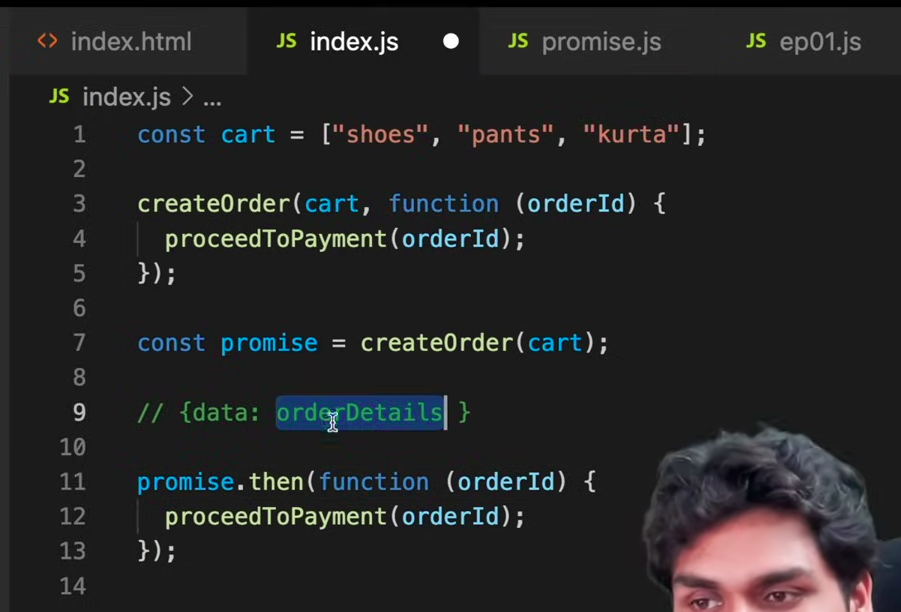 <> index.html JS index.js JS promise.js JS ep01.js
JS index.js > ...
1 const cart = ["shoes", "pants", "kurta"];
2
3 createOrder(cart, function (orderId) {
4 proceedToPayment(orderId);
5 });
6
7 const promise = createOrder(cart);
8
9 // {data: orderDetails }
10
11 promise.then(function (orderId) {
12 proceedToPayment(orderId);
13 });
14